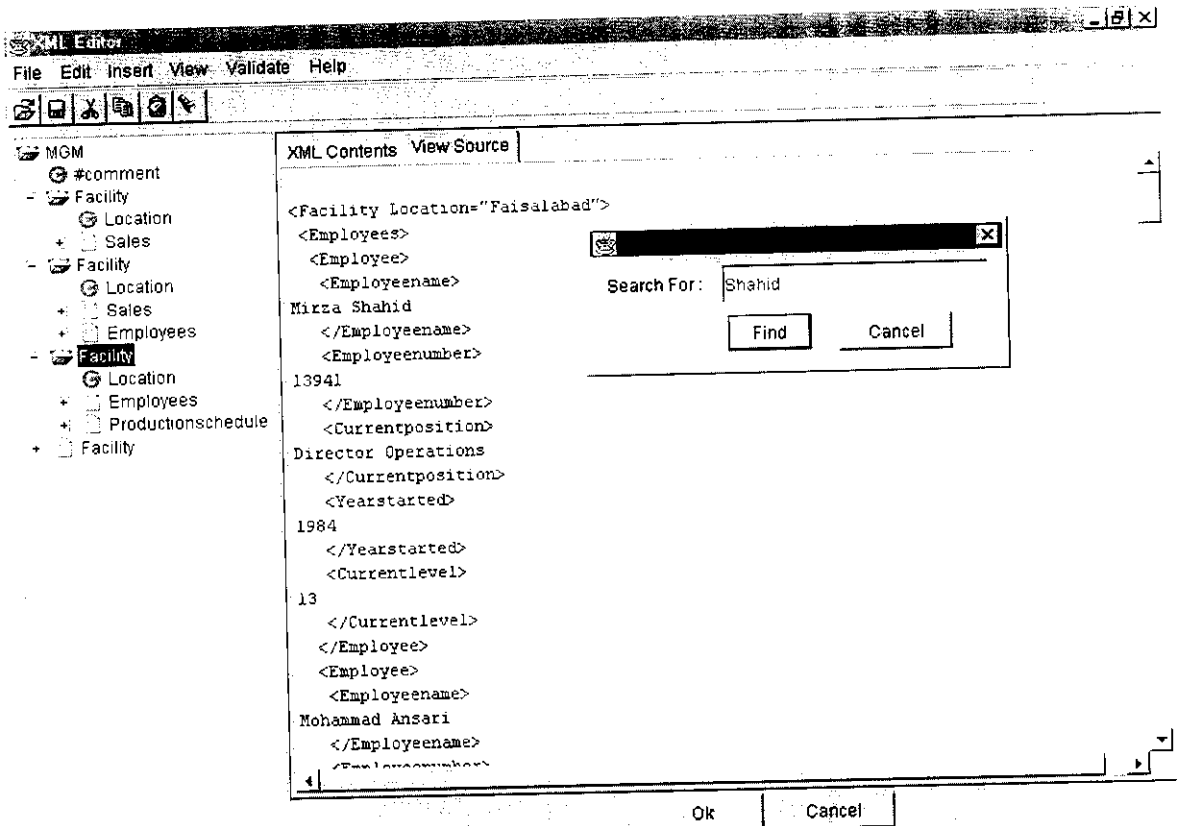 XML Editor
File Edit Insert View Validate Help
MGM
#comment
- Facility
Location
+ Sales
- Facility
Location
+ Sales
+ Employees
- Facility
Location
+ Employees
+ Productionschedule
+ Facility
XML Contents View Source
<Facility Location="Faisalabad">
<Employees>
<Employee>
<Employeename>
Mirza Shahid
</Employeename>
<Employeenumber>
13941
</Employeenumber>
<Currentposition>
Director Operations
</Currentposition>
<Yearstarted>
1984
</Yearstarted>
<Currentlevel>
13
</Currentlevel>
</Employee>
<Employee>
<Employeename>
Mohammad Ansari
</Employeename>
<Employeenumber>
Search For: Shahid
Find Cancel
Ok Cancel